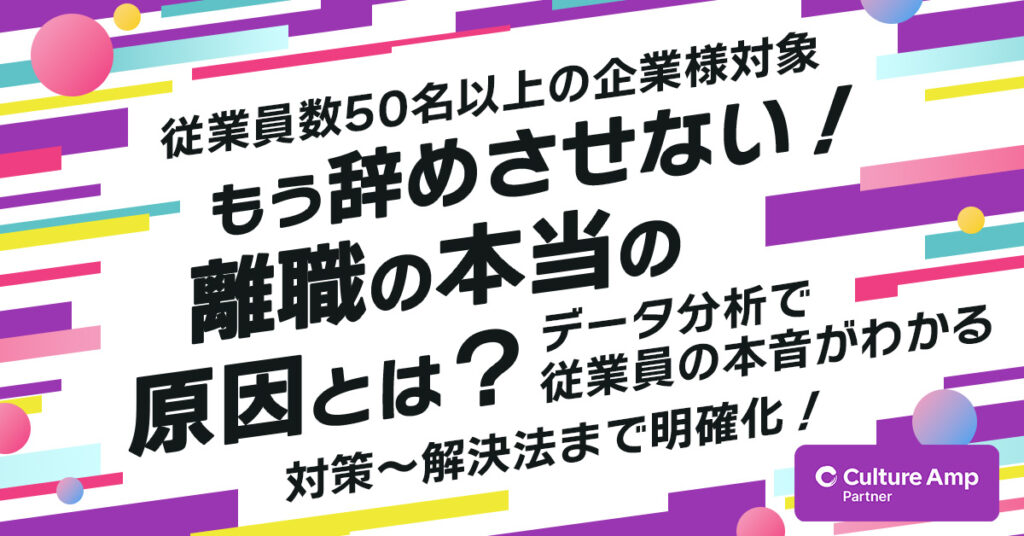 従業員数50名以上の企業様対象
もう辞めさせない！
離職の本当の
原因とは？
データ分析で
従業員の本音がわかる
対策～解決法まで明確化！
Culture Amp
Partner